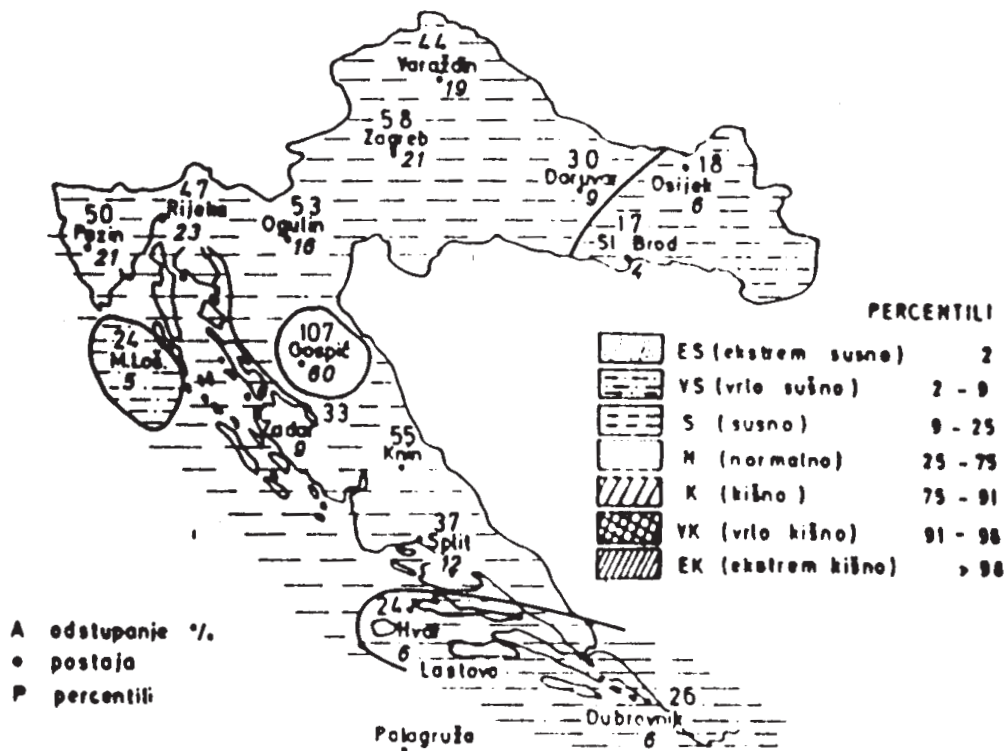 44
Varaždin
19
58
Zagreb
21
30
Daruvar
9
18
Osijek
6
17
Sl Brod
4
47
Rijeka
23
50
Pazin
21
53
Ogulin
16
24
M.Loš.
5
107
Gospić
60
33
Zadar
9
55
Knin
37
Split
12
24
Hvar
6
Lastovo
26
Dubrovnik
6
Palagruža
PERCENTILI
ES (ekstrem susno) 2
VS (vrlo sušno) 2 - 9
S (susno) 9 - 25
N (normalno) 25 - 75
K (kišno) 75 - 91
VK (vrlo kišno) 91 - 98
EK (ekstrem kišno) > 98
A odstupanje %
• postaja
P percentili